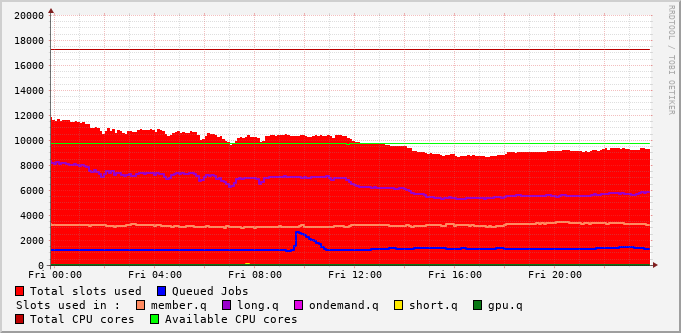 RRDTOOL / TOBI OETIKER
20000
18000
16000
14000
12000
10000
8000
6000
4000
2000
0
Fri 00:00 Fri 04:00 Fri 08:00 Fri 12:00 Fri 16:00 Fri 20:00
Total slots used Queued Jobs
Slots used in : member.q long.q ondemand.q short.q gpu.q
Total CPU cores Available CPU cores